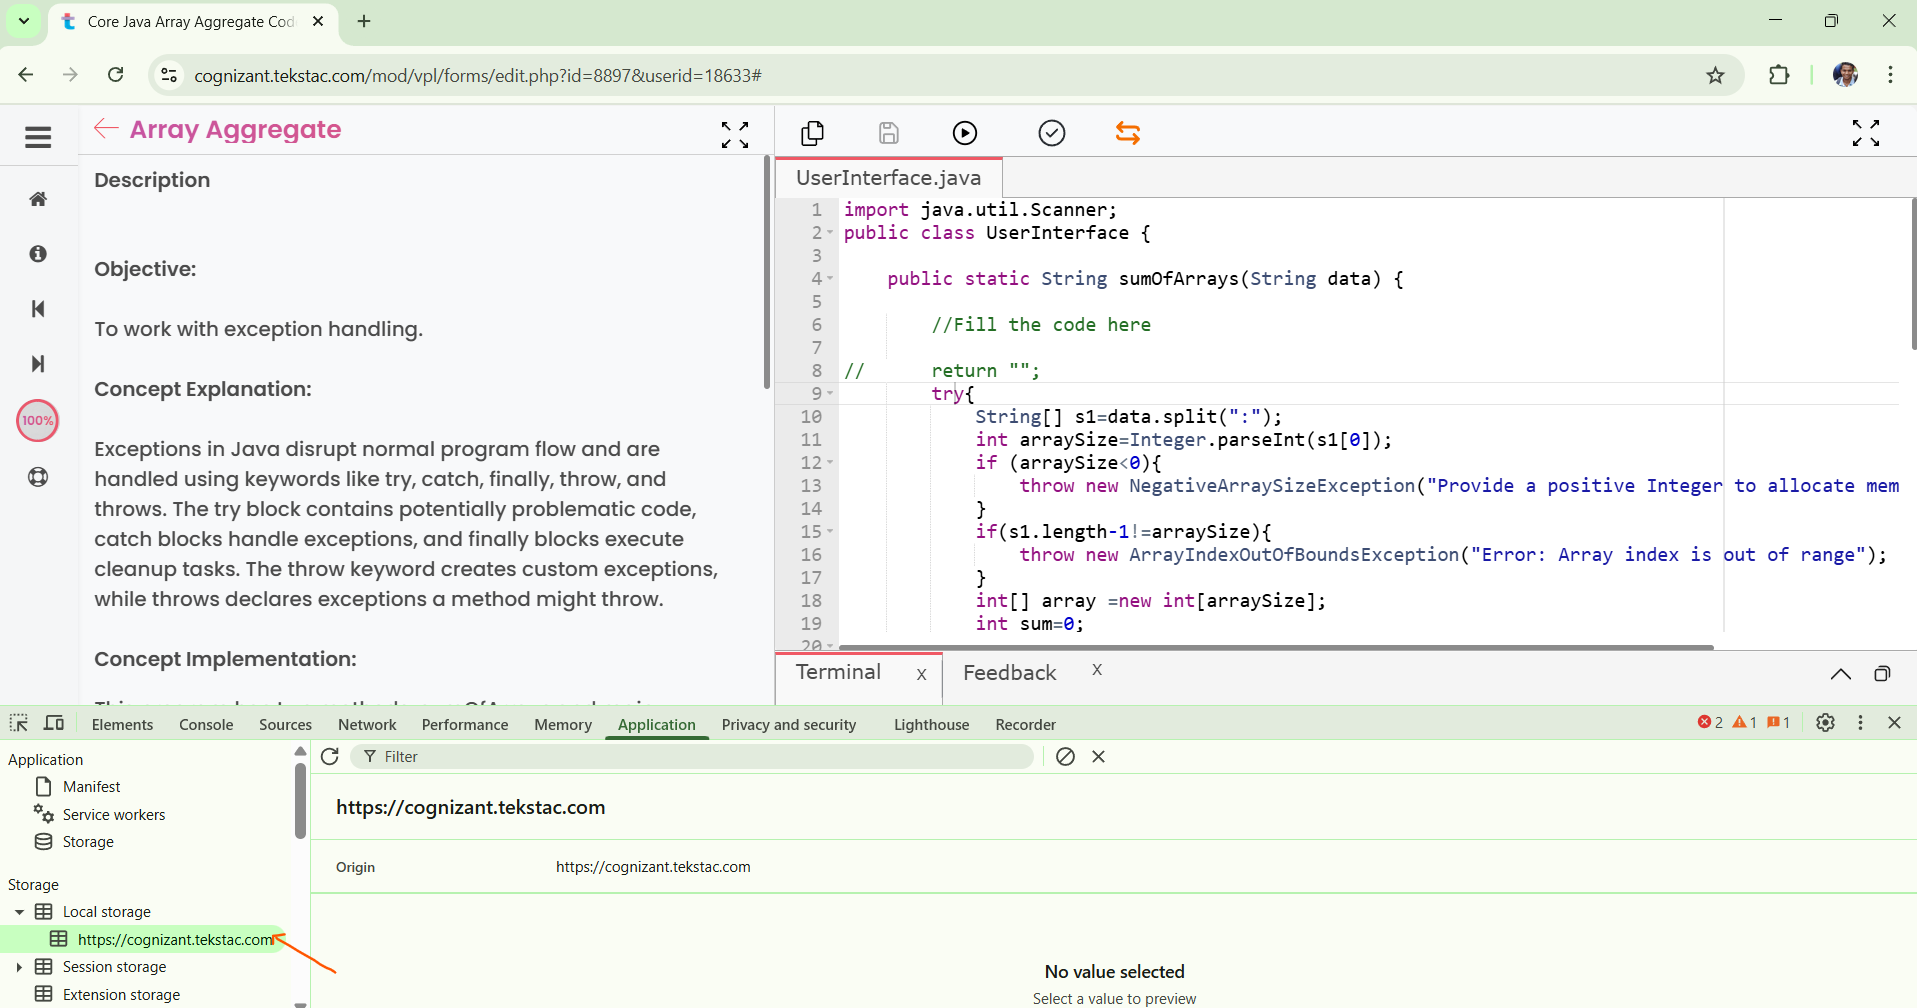 Core Java Array Aggregate Cod
cognizant.tekstac.com/mod/vpl/forms/edit.php?id=8897&userid=18633#
Array Aggregate
Description
Objective:
To work with exception handling.
Concept Explanation:
100%
Exceptions in Java disrupt normal program flow and are
handled using keywords like try, catch, finally, throw, and
throws. The try block contains potentially problematic code,
catch blocks handle exceptions, and finally blocks execute
cleanup tasks. The throw keyword creates custom exceptions,
while throws declares exceptions a method might throw.
Concept Implementation:
UserInterface.java
1 import java.util.Scanner;
2 public class UserInterface {
3
4 public static String sumOfArrays(String data) {
5
6 //Fill the code here
7
8 // return "";
9 try{
10 String[] s1=data.split(":");
11 int arraySize=Integer.parseInt(s1[0]);
12 if (arraySize<0){
13 throw new NegativeArraySizeException("Provide a positive Integer to allocate mem
14 }
15 if(s1.length-1!=arraySize){
16 throw new ArrayIndexOutOfBoundsException("Error: Array index is out of range");
17 }
18 int[] array =new int[arraySize];
19 int sum=0;
20
Terminal x Feedback x
Elements Console Sources Network Performance Memory Application Privacy and security Lighthouse Recorder 2 1 1
Application
Manifest
Service workers
Storage
Storage
Local storage
https://cognizant.tekstac.com
Session storage
Extension storage
Filter
https://cognizant.tekstac.com
Origin https://cognizant.tekstac.com
No value selected
Select a value to preview